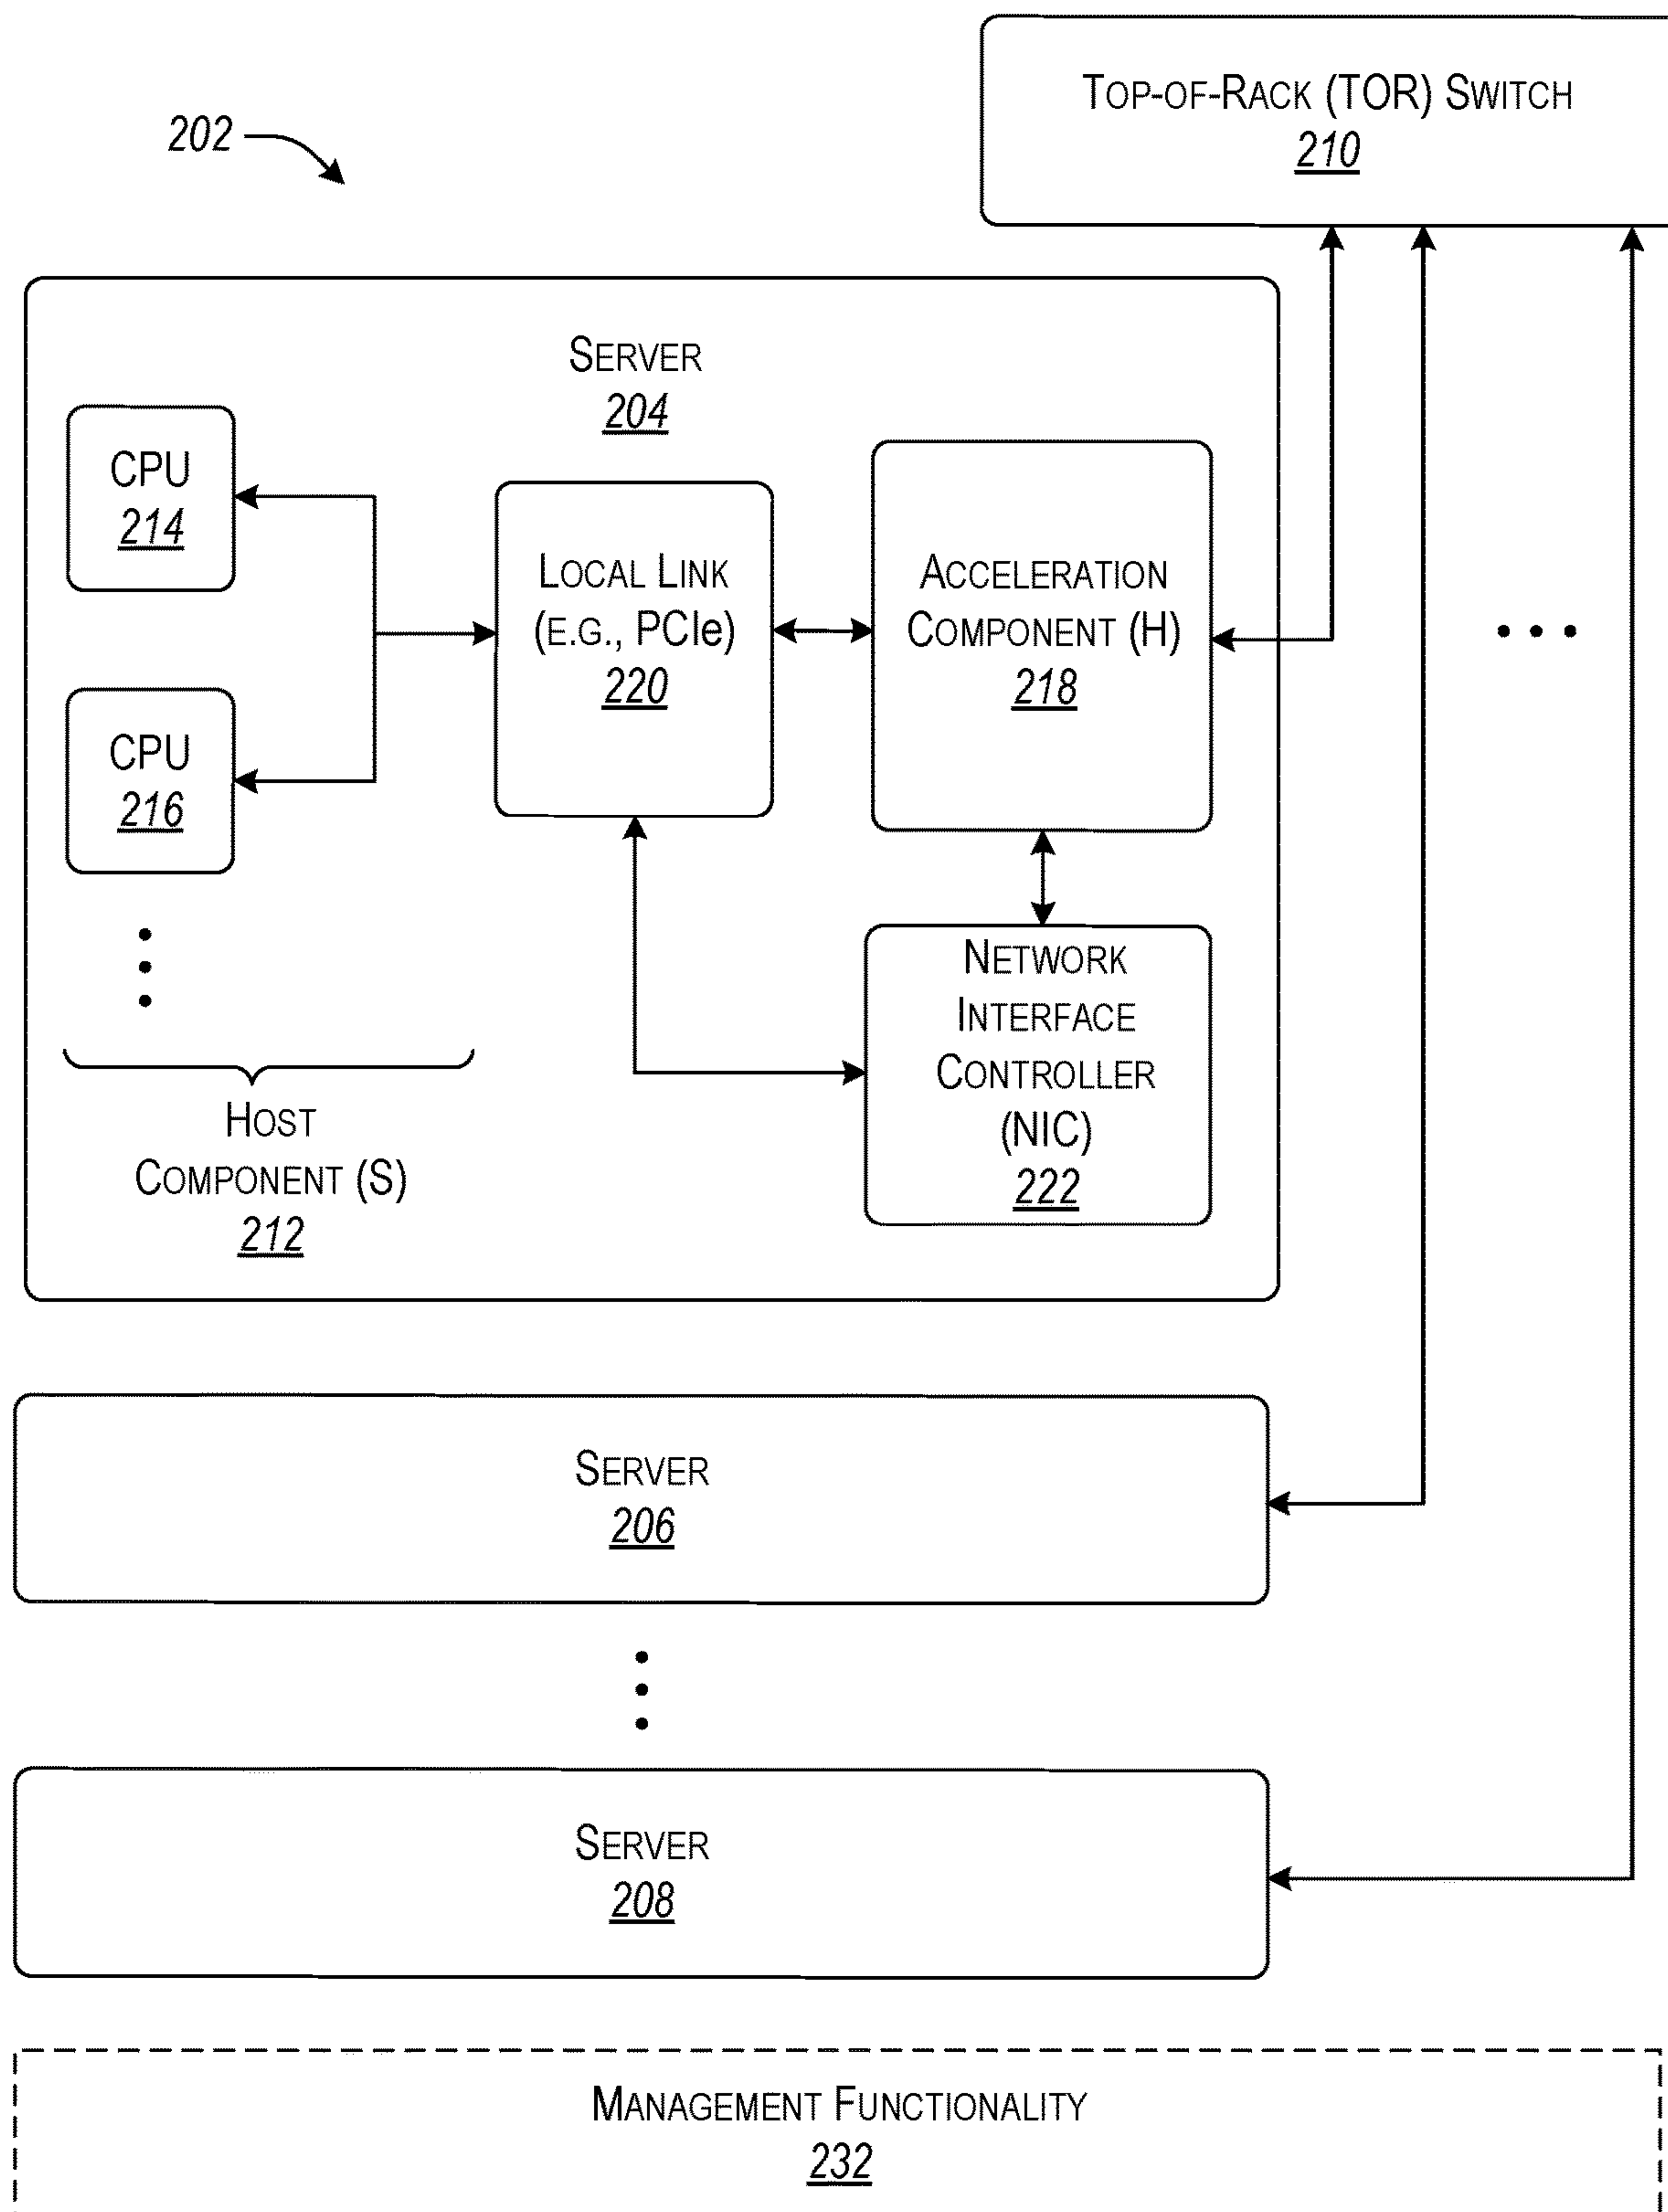 TOP-OF-RACK (TOR) SWITCH
210
202
SERVER
204
CPU
214
LOCAL LINK
(E.G., PCIe)
220
ACCELERATION
COMPONENT (H)
218
CPU
216
NETWORK
INTERFACE
CONTROLLER
(NIC)
222
HOST
COMPONENT (S)
212
SERVER
206
SERVER
208
MANAGEMENT FUNCTIONALITY
232